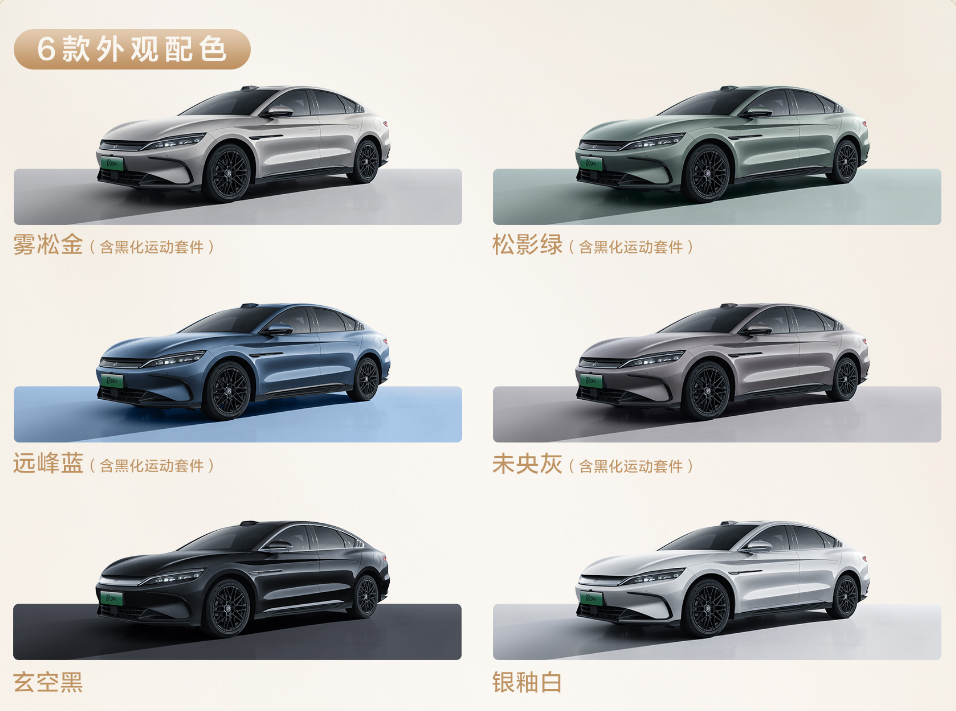 6款外观配色
雾凇金（含黑化运动套件）
松影绿（含黑化运动套件）
远峰蓝（含黑化运动套件）
未央灰（含黑化运动套件）
玄空黑
银釉白